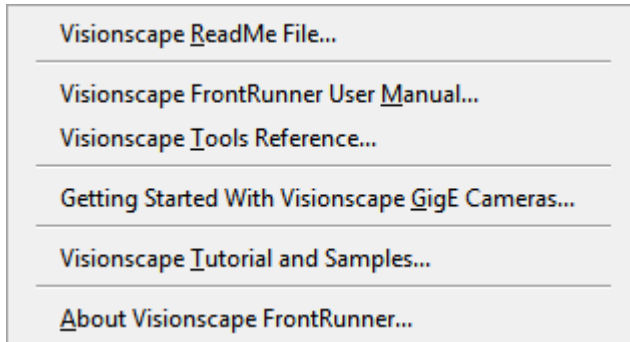 Visionscape ReadMe File...
Visionscape FrontRunner User Manual...
Visionscape Tools Reference...
Getting Started With Visionscape GigE Cameras...
Visionscape Tutorial and Samples...
About Visionscape FrontRunner...